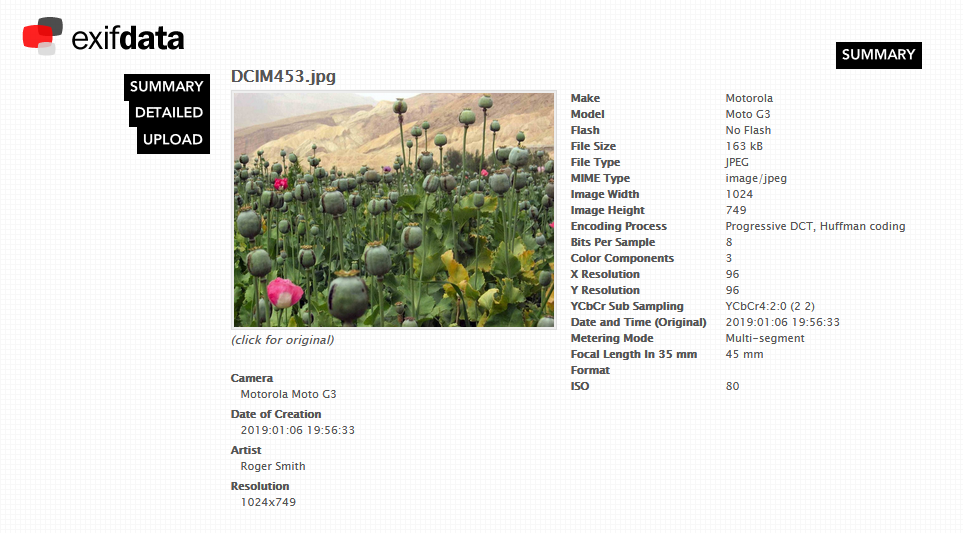 exifdata
SUMMARY
SUMMARY
DETAILED
UPLOAD
DCIM453.jpg
(click for original)
Camera
Motorola Moto G3
Date of Creation
2019:01:06 19:56:33
Artist
Roger Smith
Resolution
1024x749
Make Motorola
Model Moto G3
Flash No Flash
File Size 163 kB
File Type JPEG
MIME Type image/jpeg
Image Width 1024
Image Height 749
Encoding Process Progressive DCT, Huffman coding
Bits Per Sample 8
Color Components 3
X Resolution 96
Y Resolution 96
YCbCr Sub Sampling YCbCr4:2:0 (2 2)
Date and Time (Original) 2019:01:06 19:56:33
Metering Mode Multi-segment
Focal Length In 35 mm 45 mm
Format
ISO 80